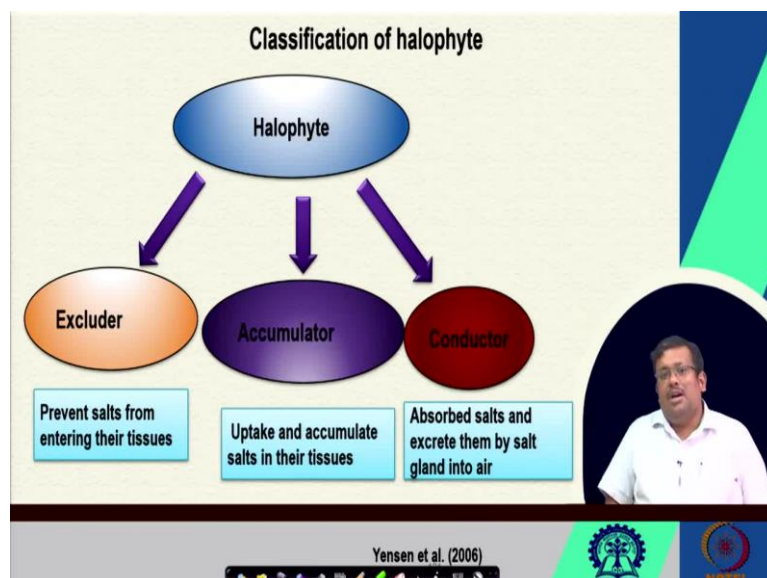 Classification of halophyte
Halophyte
Excluder
Accumulator
Conductor
Prevent salts from
entering their tissues
Uptake and accumulate
salts in their tissues
Absorbed salts and
excrete them by salt
gland into air
Yensen et al. (2006)